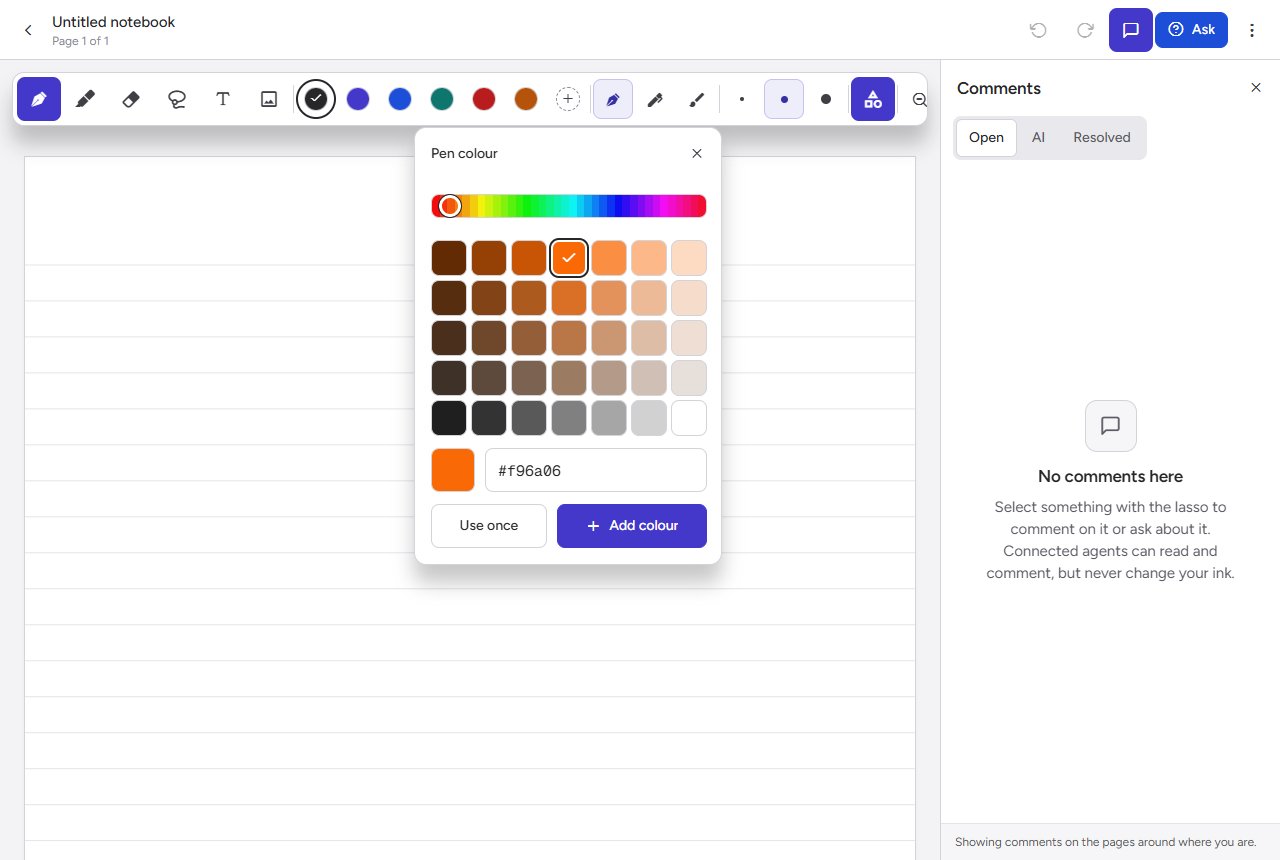 Untitled notebook
Page 1 of 1
Ask
Comments
Open
AI
Resolved
Pen colour
#f96a06
Use once
Add colour
No comments here
Select something with the lasso to
comment on it or ask about it.
Connected agents can read and
comment, but never change your ink.
Showing comments on the pages around where you are.